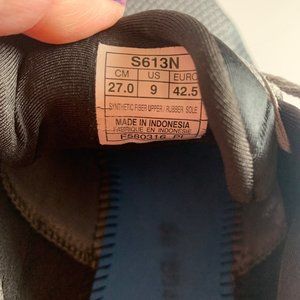 S613N
CM US EURO
27.0 9 42.5
SYNTHETIC FIBER UPPER / RUBBER SOLE
MADE IN INDONESIA
FABRIQUE EN INDONESIE